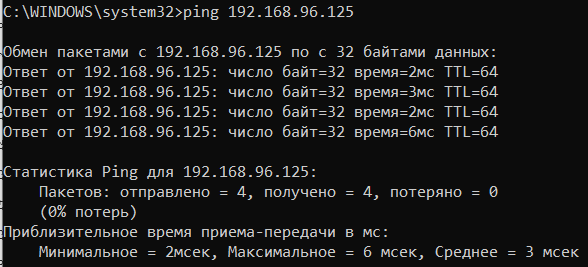 C:\WINDOWS\system32>ping 192.168.96.125
Обмен пакетами с 192.168.96.125 по с 32 байтами данных:
Ответ от 192.168.96.125: число байт=32 время=2мс TTL=64
Ответ от 192.168.96.125: число байт=32 время=3мс TTL=64
Ответ от 192.168.96.125: число байт=32 время=2мс TTL=64
Ответ от 192.168.96.125: число байт=32 время=6мс TTL=64
Статистика Ping для 192.168.96.125:
Пакетов: отправлено = 4, получено = 4, потеряно = 0
(0% потерь)
Приблизительное время приема-передачи в мс:
Минимальное = 2мсек, Максимальное = 6 мсек, Среднее = 3 мсек